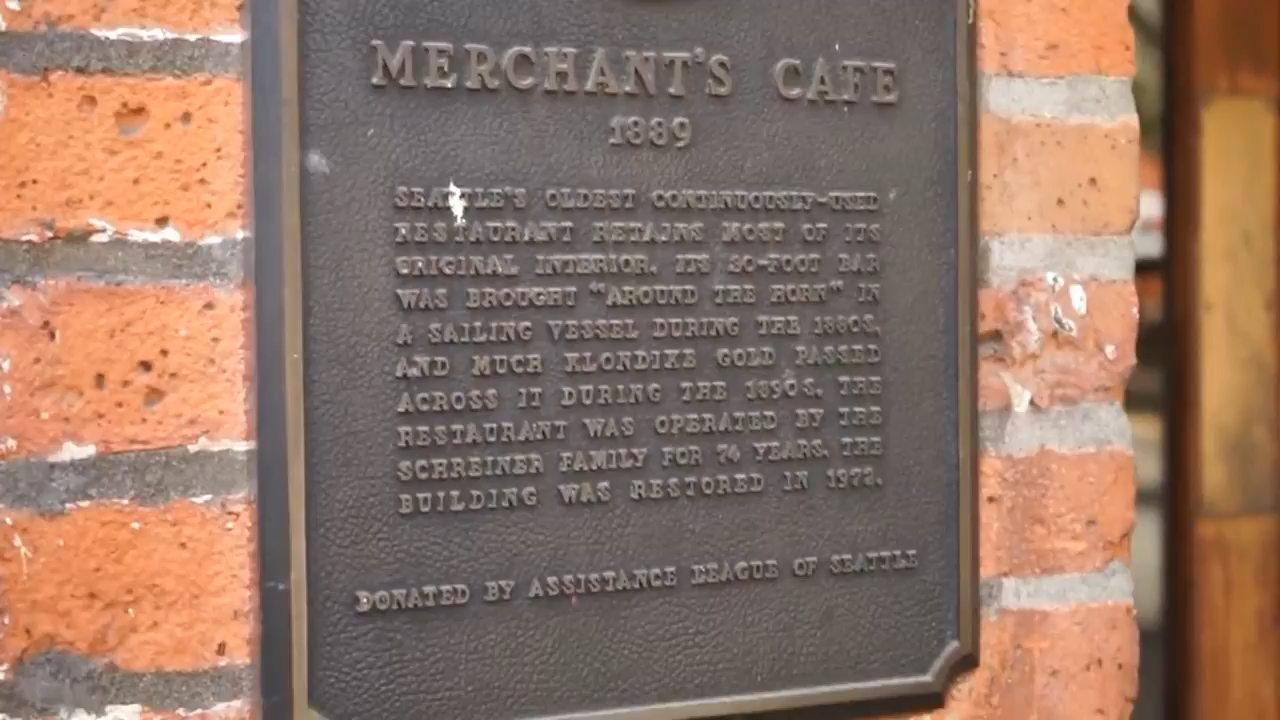 MERCHANT'S CAFE
1889
SEATTLE'S OLDEST CONTINUOUSLY-USED
RESTAURANT RETAINS MOST OF ITS
ORIGINAL INTERIOR. ITS 30-FOOT BAR
WAS BROUGHT "AROUND THE HORN" IN
A SAILING VESSEL DURING THE 1880S,
AND MUCH KLONDIKE GOLD PASSED
ACROSS IT DURING THE 1890S. THE
RESTAURANT WAS OPERATED BY THE
SCHREINER FAMILY FOR 74 YEARS. THE
BUILDING WAS RESTORED IN 1972.
DONATED BY ASSISTANCE LEAGUE OF SEATTLE